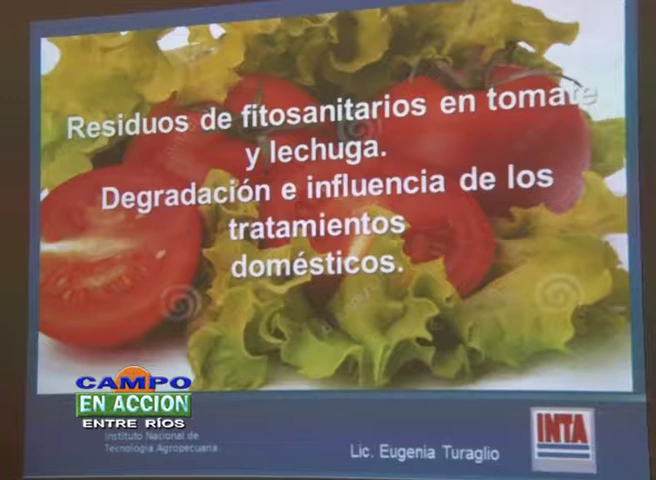 Residuos de fitosanitarios en tomate
y lechuga.
Degradación e influencia de los
tratamientos
domésticos.
CAMPO
EN ACCION
ENTRE RÍOS
Instituto Nacional de
Tecnología Agropecuaria
Lic. Eugenia Turaglio
INTA